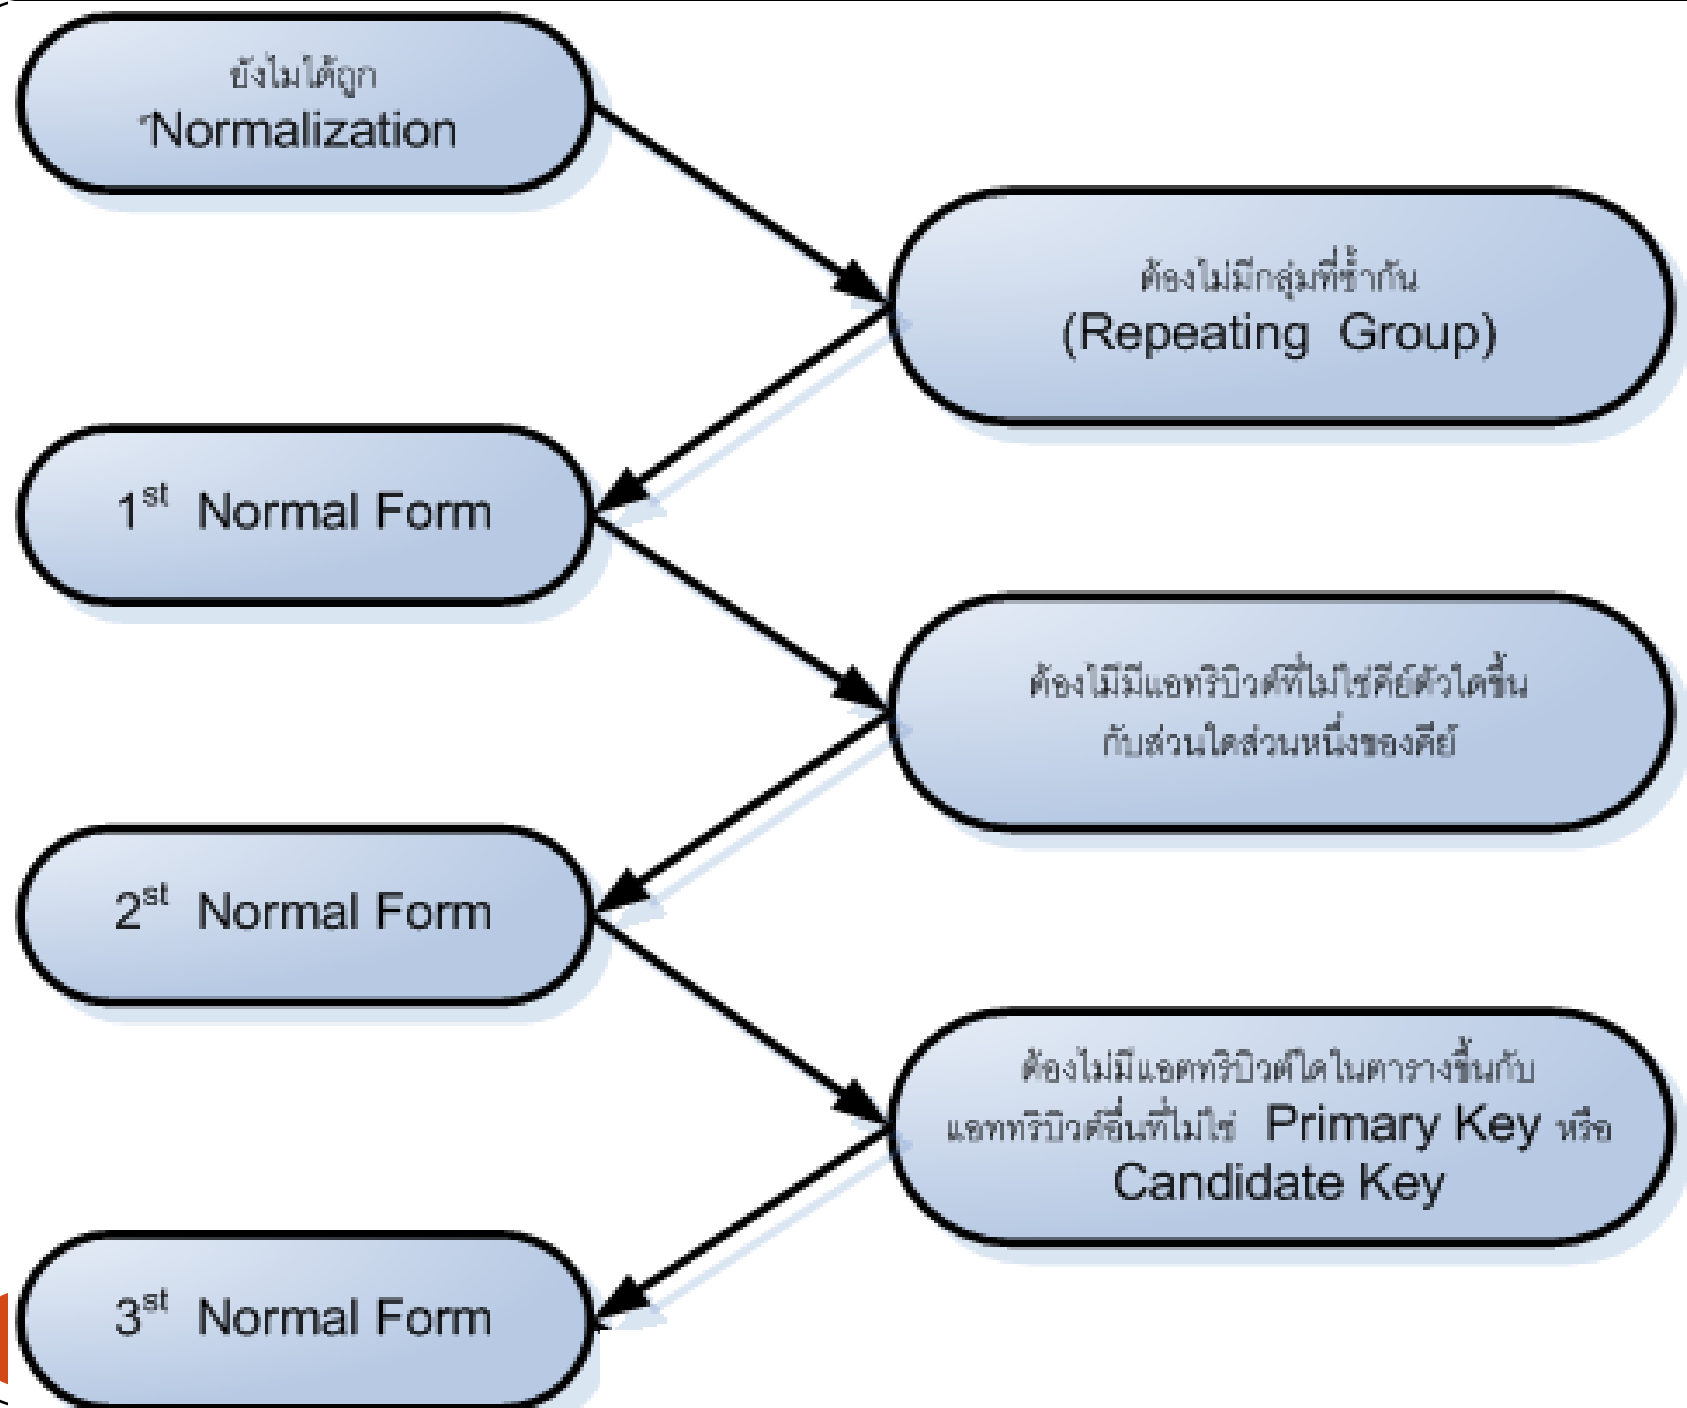 ยังไม่ได้ถูก
Normalization
ต้องไม่มีกลุ่มที่ซ้ำกัน
(Repeating Group)
1st Normal Form
ต้องไม่มีแอทริบิวต์ที่ไม่ใช่คีย์ตัวใดขึ้น
กับส่วนใดส่วนหนึ่งของคีย์
2st Normal Form
ต้องไม่มีแอตทริบิวต์ใดในตารางขึ้นกับ
แอททริบิวต์อื่นที่ไม่ใช่ Primary Key หรือ
Candidate Key
3st Normal Form